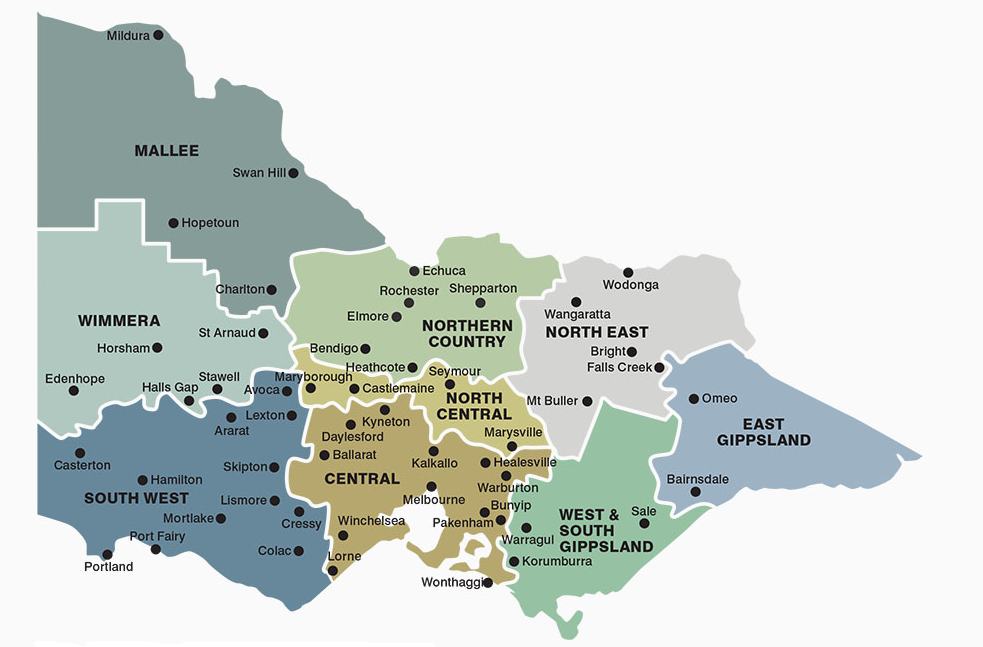 Mildura
MALLEE
Swan Hill
Hopetoun
Charlton
WIMMERA
St Arnaud
Horsham
Edenhope
Halls Gap
Stawell
Echuca
Rochester
Shepparton
Elmore
NORTHERN
COUNTRY
Bendigo
Heathcote
Wodonga
Wangaratta
NORTH EAST
Bright
Falls Creek
Mt Buller
Maryborough
Castlemaine
Seymour
NORTH
CENTRAL
Marysville
Avoca
Lexton
Ararat
Casterton
Skipton
Hamilton
SOUTH WEST
Lismore
Mortlake
Cressy
Port Fairy
Portland
Colac
Kyneton
Daylesford
Ballarat
CENTRAL
Kalkallo
Healesville
Warburton
Melbourne
Bunyip
Pakenham
Winchelsea
Lorne
Wonthaggi
Omeo
EAST
GIPPSLAND
Bairnsdale
Sale
WEST &
SOUTH
GIPPSLAND
Warragul
Korumburra